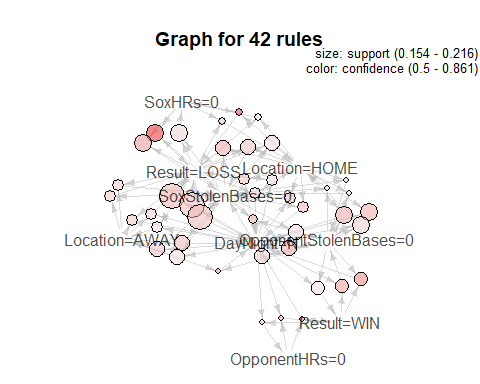 Graph for 42 rules
size: support (0.154 - 0.216)
color: confidence (0.5 - 0.861)
SoxHRs=0
Result=LOSS
Location=HOME
SoxStolenBases=0
Location=AWAY
OpponentStolenBases=0
Result=WIN
OpponentHRs=0